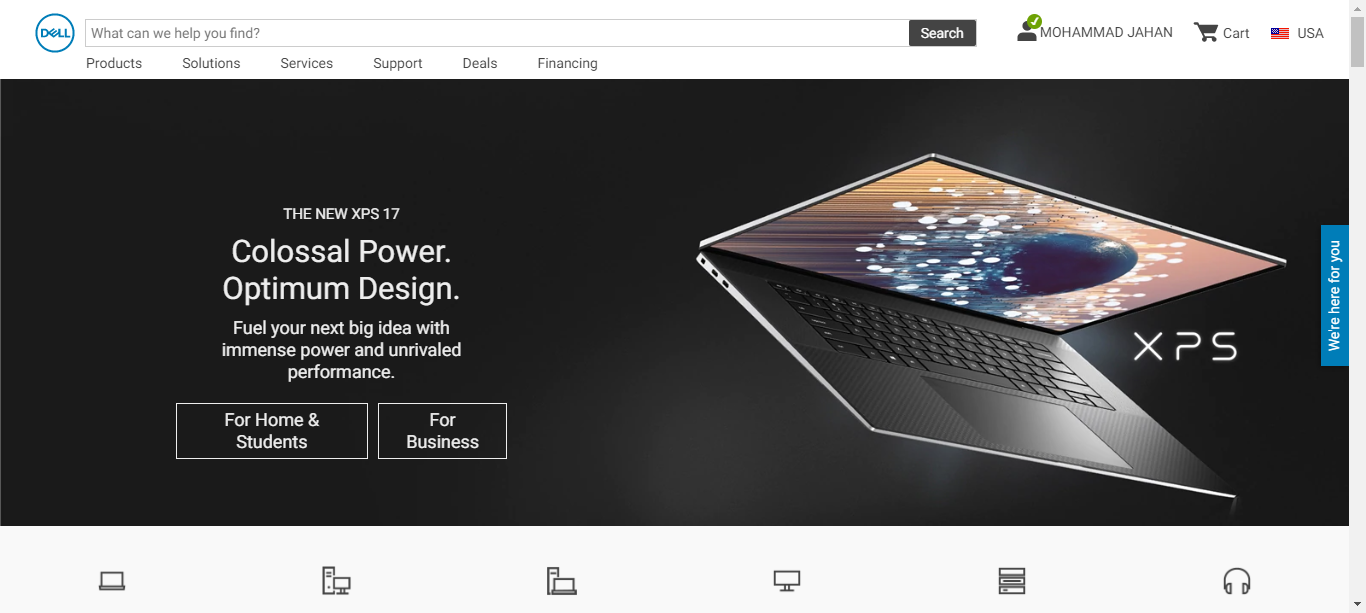 DELL
What can we help you find?
Search
MOHAMMAD JAHAN
Cart
USA
Products
Solutions
Services
Support
Deals
Financing
THE NEW XPS 17
Colossal Power.
Optimum Design.
Fuel your next big idea with
immense power and unrivaled
performance.
For Home &
Students
For
Business
XPS
We're here for you